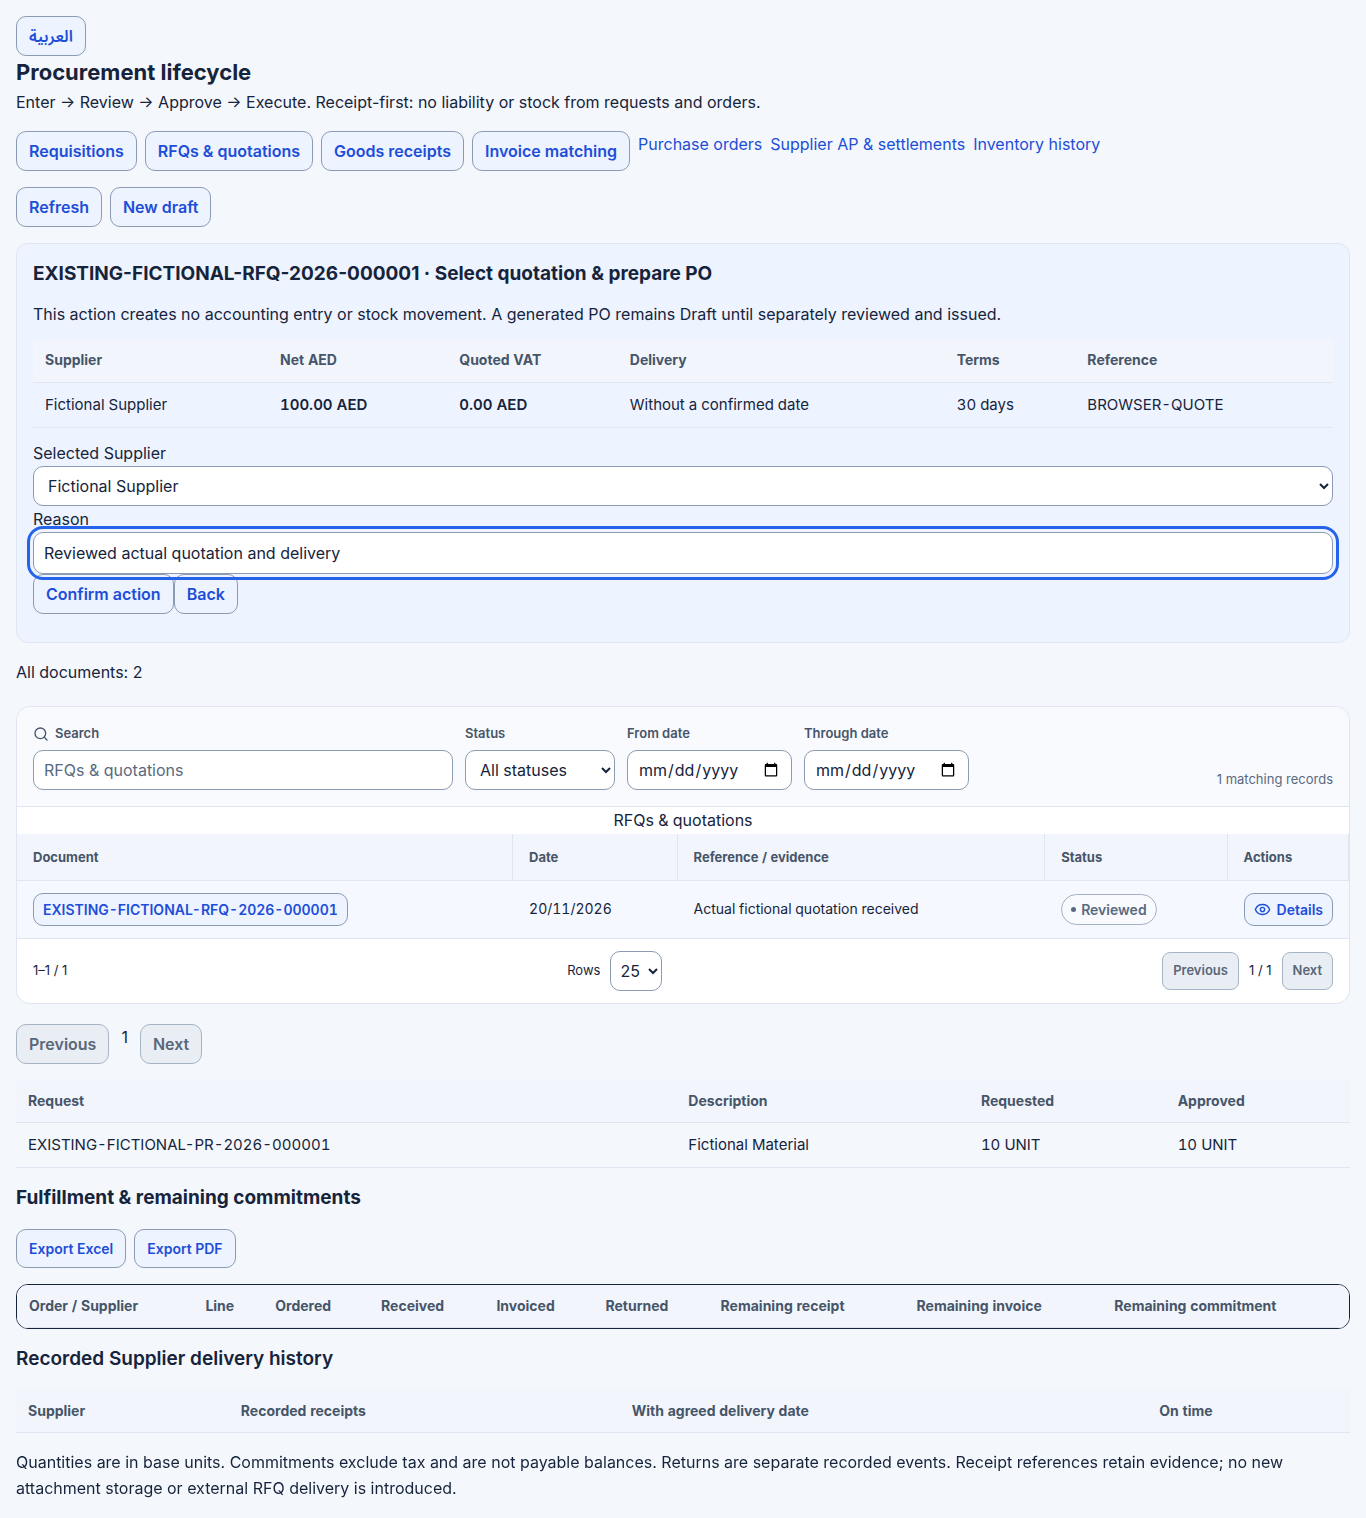 العربية
Procurement lifecycle
Enter → Review → Approve → Execute. Receipt-first: no liability or stock from requests and orders.
Requisitions RFQs & quotations Goods receipts Invoice matching Purchase orders Supplier AP & settlements Inventory history
Refresh New draft
EXISTING-FICTIONAL-RFQ-2026-000001 · Select quotation & prepare PO
This action creates no accounting entry or stock movement. A generated PO remains Draft until separately reviewed and issued.
Supplier Net AED Quoted VAT Delivery Terms Reference
Fictional Supplier 100.00 AED 0.00 AED Without a confirmed date 30 days BROWSER-QUOTE
Selected Supplier
Fictional Supplier
Reason
Reviewed actual quotation and delivery
Confirm action Back
All documents: 2
Search Status From date Through date
RFQs & quotations All statuses mm/dd/yyyy mm/dd/yyyy 1 matching records
RFQs & quotations
Document Date Reference / evidence Status Actions
EXISTING-FICTIONAL-RFQ-2026-000001 20/11/2026 Actual fictional quotation received • Reviewed Details
1–1 / 1 Rows 25 Previous 1 / 1 Next
Previous 1 Next
Request Description Requested Approved
EXISTING-FICTIONAL-PR-2026-000001 Fictional Material 10 UNIT 10 UNIT
Fulfillment & remaining commitments
Export Excel Export PDF
Order / Supplier Line Ordered Received Invoiced Returned Remaining receipt Remaining invoice Remaining commitment
Recorded Supplier delivery history
Supplier Recorded receipts With agreed delivery date On time
Quantities are in base units. Commitments exclude tax and are not payable balances. Returns are separate recorded events. Receipt references retain evidence; no new
attachment storage or external RFQ delivery is introduced.